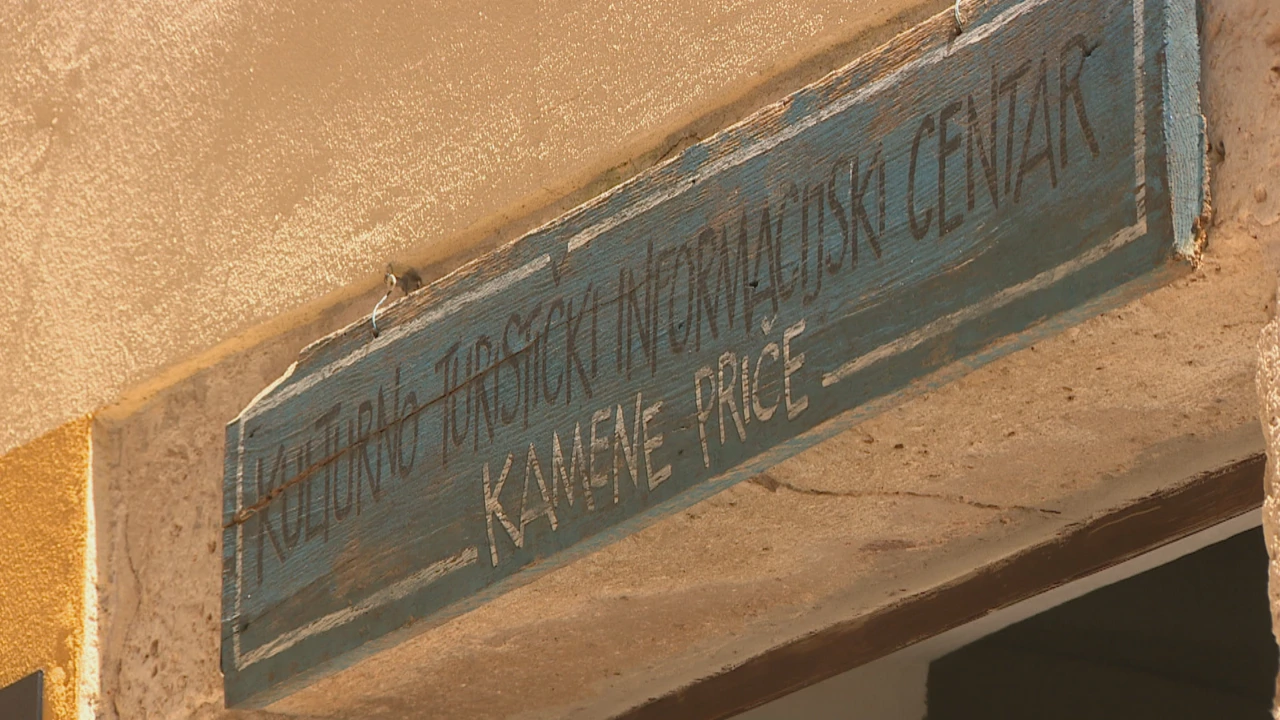 KULTURNO TURISTIČKI INFORMACIJSKI CENTAR
KAMENE PRIČE